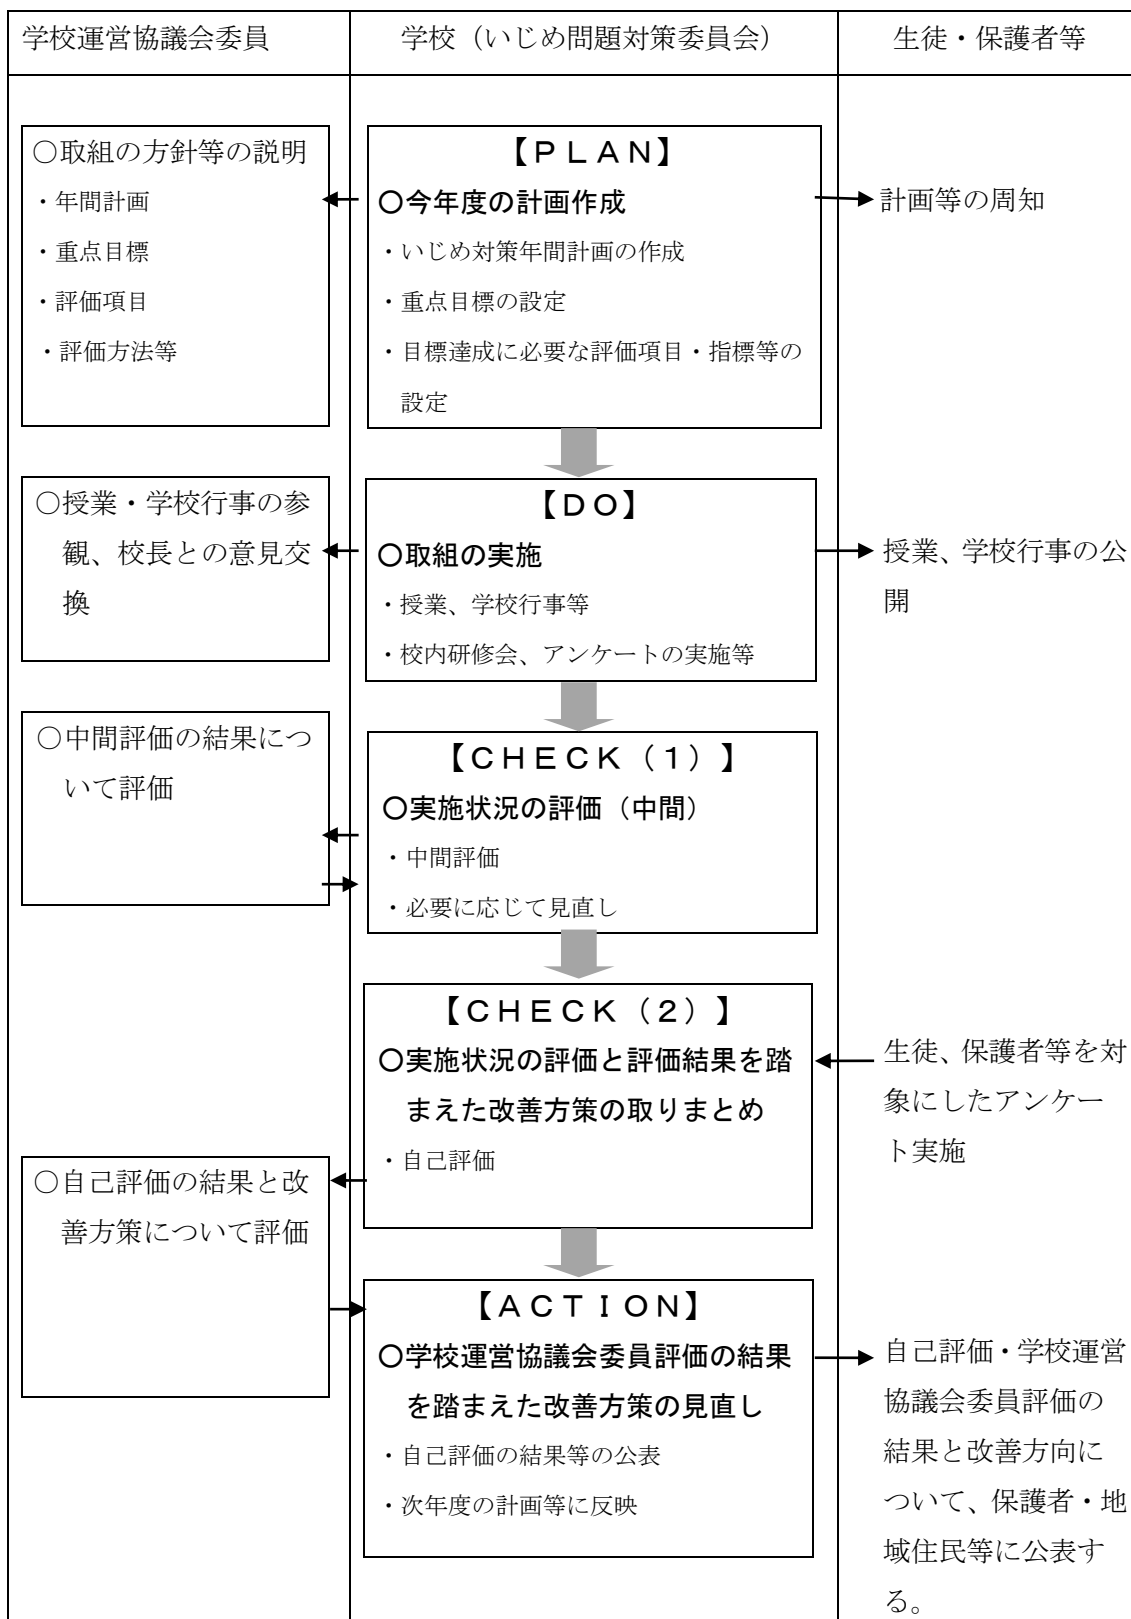 学校運営協議会委員
学校（いじめ問題対策委員会）
生徒・保護者等
○取組の方針等の説明
・年間計画
・重点目標
・評価項目
・評価方法等
【ＰＬＡＮ】
○今年度の計画作成
・いじめ対策年間計画の作成
・重点目標の設定
・目標達成に必要な評価項目・指標等の
設定
計画等の周知
○授業・学校行事の参
観、校長との意見交
換
【ＤＯ】
○取組の実施
・授業、学校行事等
・校内研修会、アンケートの実施等
授業、学校行事の公
開
○中間評価の結果につ
いて評価
【ＣＨＥＣＫ（１）】
○実施状況の評価（中間）
・中間評価
・必要に応じて見直し
【ＣＨＥＣＫ（２）】
○実施状況の評価と評価結果を踏
まえた改善方策の取りまとめ
・自己評価
生徒、保護者等を対
象にしたアンケー
ト実施
○自己評価の結果と改
善方策について評価
【ＡＣＴＩＯＮ】
○学校運営協議会委員評価の結果
を踏まえた改善方策の見直し
・自己評価の結果等の公表
・次年度の計画等に反映
自己評価・学校運営
協議会委員評価の
結果と改善方向に
ついて、保護者・地
域住民等に公表す
る。